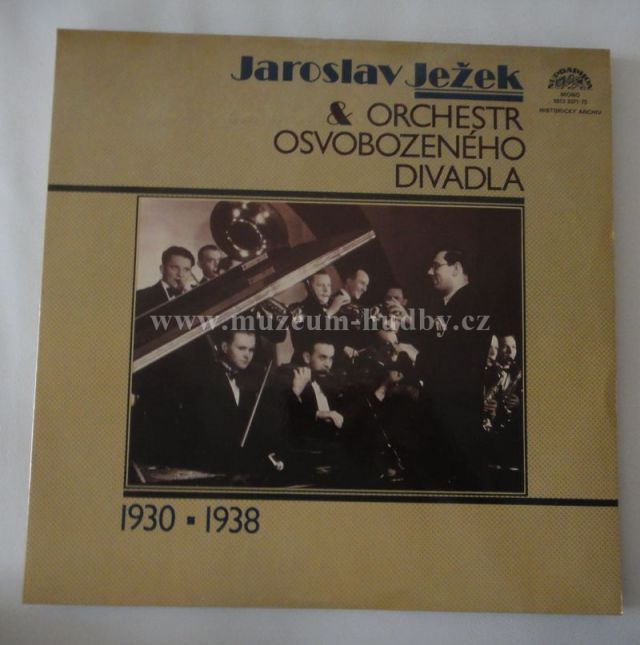 Jaroslav Ježek
& ORCHESTR
OSVOBOZENÉHO
DIVADLA
SUPRAPHON
MONO
HISTORICKÝ ARCHIV
www.muzeum-hudby.cz
1930 ▪ 1938